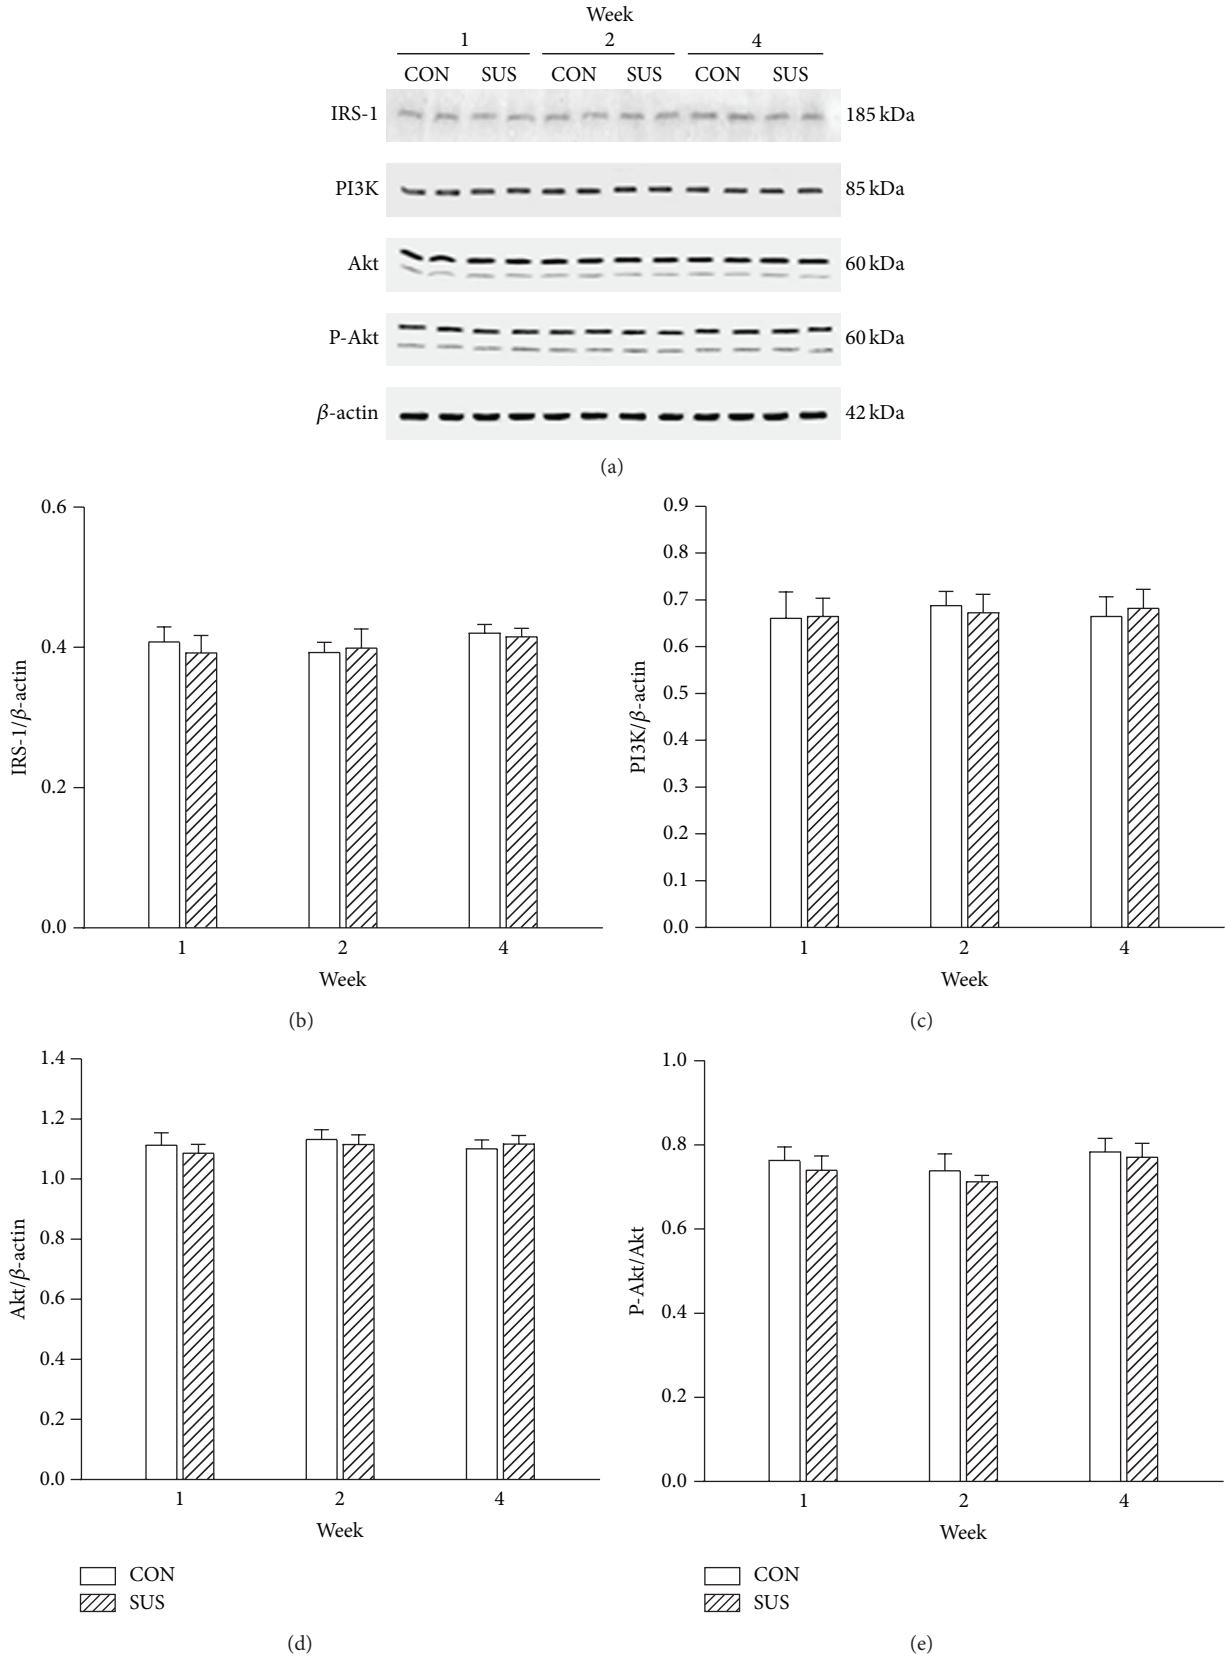 Week
1 2 4
CON SUS CON SUS CON SUS
IRS-1 185 kDa
PI3K 85 kDa
Akt 60 kDa
P-Akt 60 kDa
β-actin 42 kDa
(a)
0.6
0.4
0.2
0.0
IRS-1/β-actin
1 2 4
Week
(b)
0.9
0.8
0.7
0.6
0.5
0.4
0.3
0.2
0.1
0.0
PI3K/β-actin
1 2 4
Week
(c)
1.4
1.2
1.0
0.8
0.6
0.4
0.2
0.0
Akt/β-actin
1 2 4
Week
CON
SUS
(d)
1.0
0.8
0.6
0.4
0.2
0.0
P-Akt/Akt
1 2 4
Week
CON
SUS
(e)